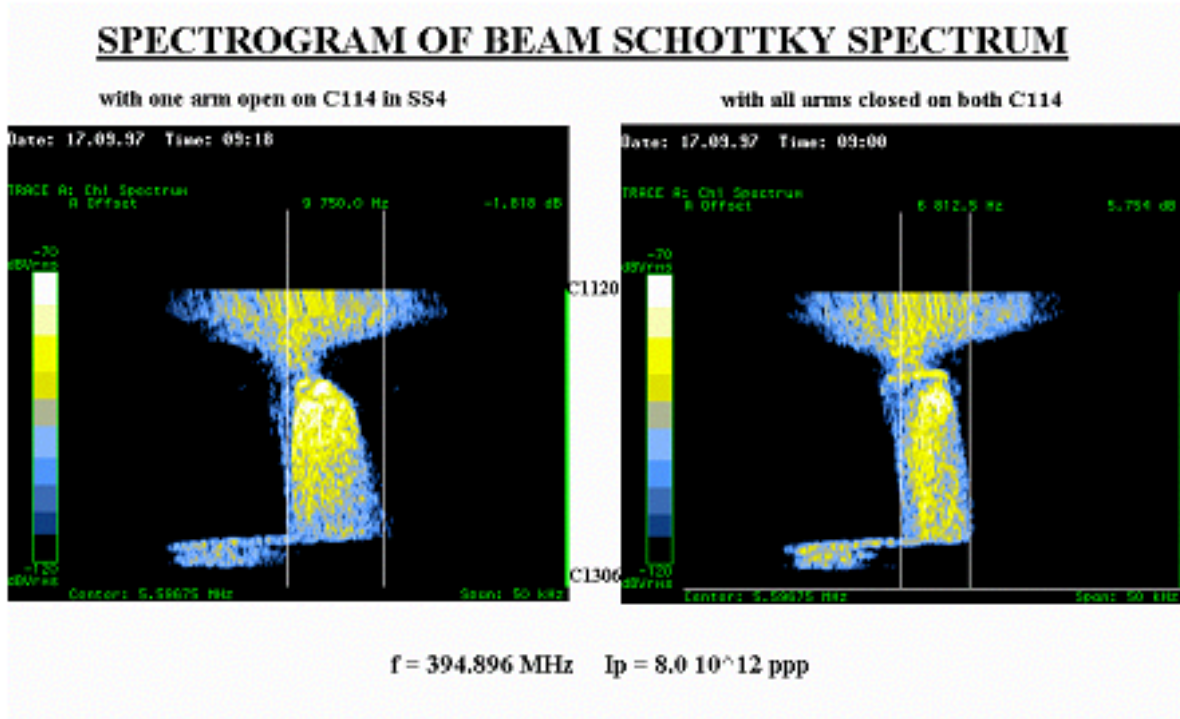 SPECTROGRAM OF BEAM SCHOTTKY SPECTRUM
with one arm open on C114 in SS4
with all arms closed on both C114
Date: 17.09.97 Time: 09:18
TRACE A: Ch1 Spectrum
A Offset 9 750.0 Hz -1.818 dB
-70
dBVrms
-120
dBVrms
Center: 5.59675 MHz Span: 50 kHz
C1120
C1306
Date: 17.09.97 Time: 09:00
TRACE A: Ch1 Spectrum
A Offset 6 812.5 Hz 5.754 dB
-70
dBVrms
-120
dBVrms
Center: 5.59675 MHz Span: 50 kHz
f = 394.896 MHz Ip = 8.0 10^12 ppp